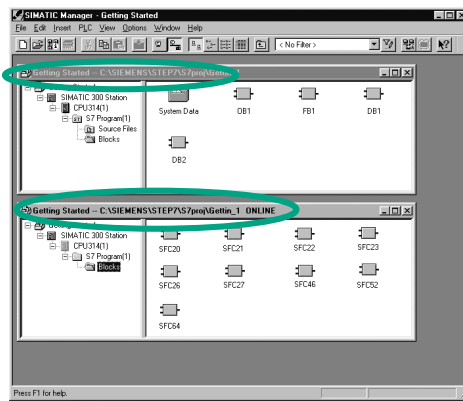 SIMATIC Manager - Getting Started
File Edit Insert PLC View Options Window Help
< No Filter >
Getting Started -- C:\SIEMENS\STEP7\S7proj\
SIMATIC 300 Station
CPU314(1)
S7 Program(1)
Source Files
Blocks
System Data OB1 FB1 DB1
DB2
Getting Started -- C:\SIEMENS\STEP7\S7proj\Gettin_1 ONLINE
SIMATIC 300 Station
CPU314(1)
S7 Program(1)
Blocks
SFC20 SFC21 SFC22 SFC23
SFC26 SFC27 SFC46 SFC52
SFC64
Press F1 for help.